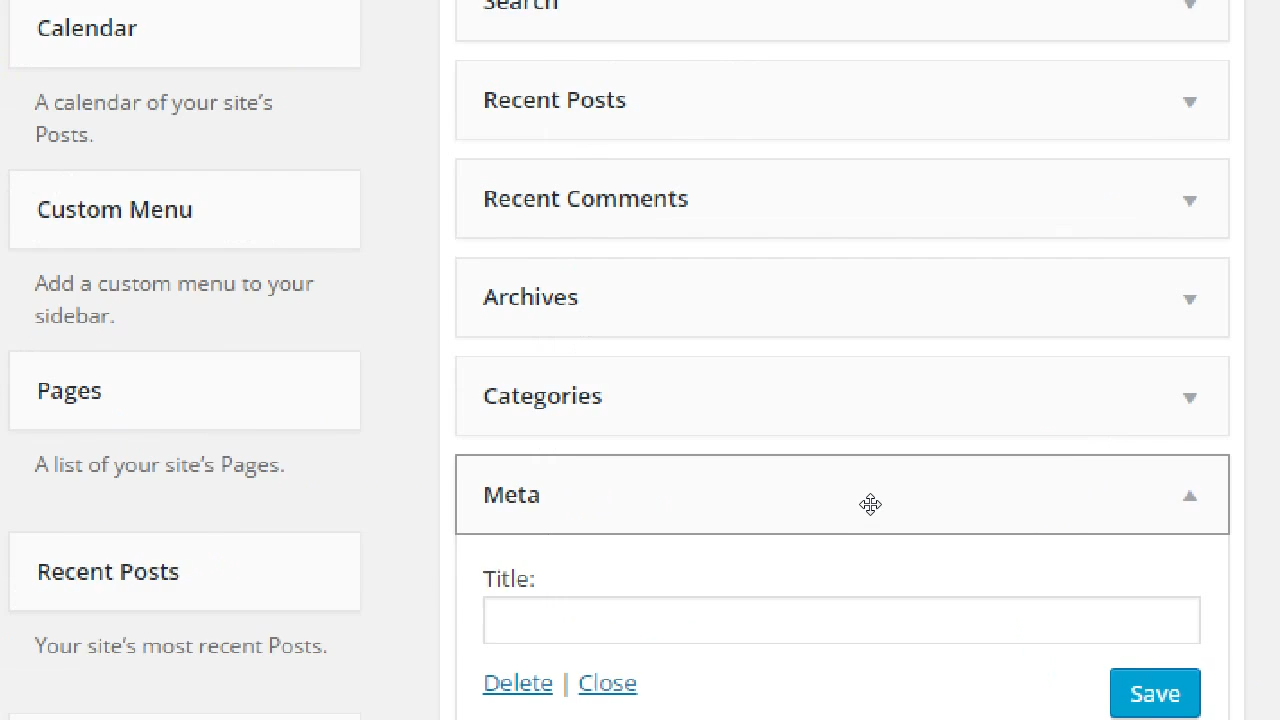 Calendar
A calendar of your site's
Posts.
Custom Menu
Add a custom menu to your
sidebar.
Pages
A list of your site's Pages.
Recent Posts
Your site's most recent Posts.
Search
Recent Posts
Recent Comments
Archives
Categories
Meta
Title:
Delete | Close
Save